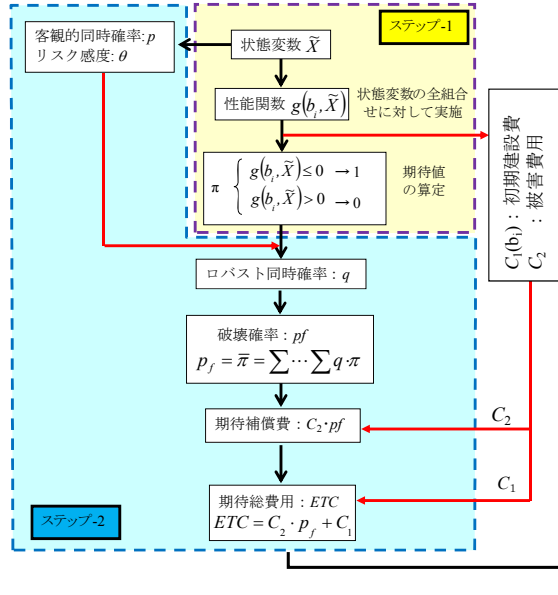 ステップ-1
客観的同時確率:p
リスク感度:θ
状態変数 X̃
性能関数 g(b_i, X̃)
状態変数の全組合
せに対して実施
π { g(b_i, X̃)≤0 → 1
g(b_i, X̃)>0 → 0
期待値
の算定
C₁(bᵢ)：初期建設費
C₂ ：被害費用
ロバスト同時確率：q
破壊確率：pf
p_f = π̄ = ∑⋯∑ q·π
期待補償費：C₂·pf
C₂
C₁
期待総費用：ETC
ETC = C₂ · p_f + C₁
ステップ-2